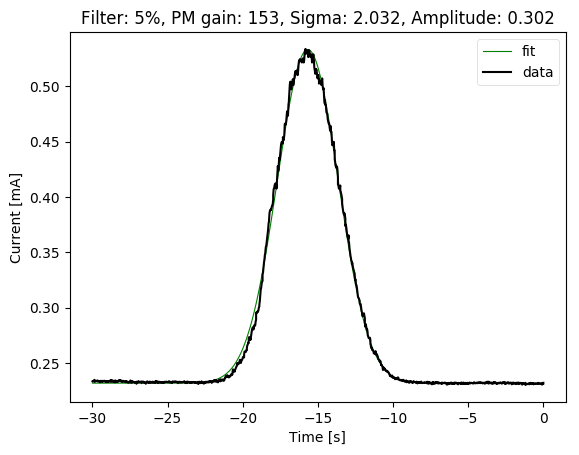 Filter: 5%, PM gain: 153, Sigma: 2.032, Amplitude: 0.302
fit
data
0.50
0.45
0.40
0.35
0.30
0.25
Current [mA]
−30
−25
−20
−15
−10
−5
0
Time [s]